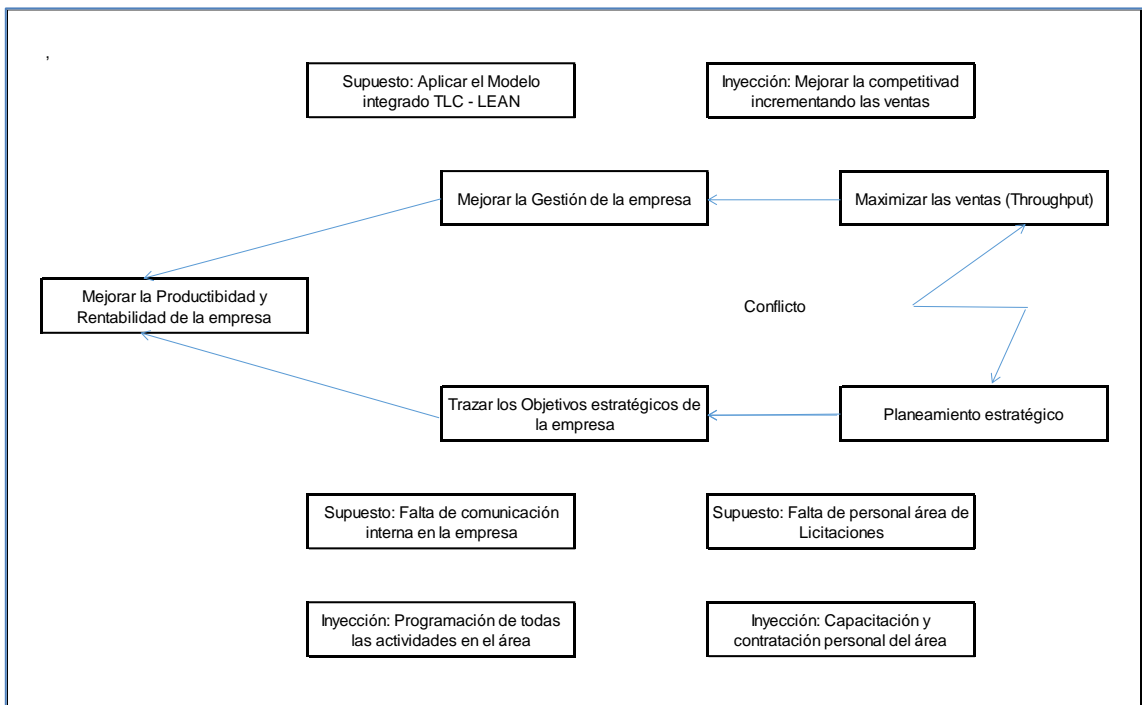 ,
Supuesto: Aplicar el Modelo
integrado TLC - LEAN
Inyección: Mejorar la competitivad
incrementando las ventas
Mejorar la Gestión de la empresa
Maximizar las ventas (Throughput)
Mejorar la Productibidad y
Rentabilidad de la empresa
Conflicto
Trazar los Objetivos estratégicos de
la empresa
Planeamiento estratégico
Supuesto: Falta de comunicación
interna en la empresa
Supuesto: Falta de personal área de
Licitaciones
Inyección: Programación de todas
las actividades en el área
Inyección: Capacitación y
contratación personal del área